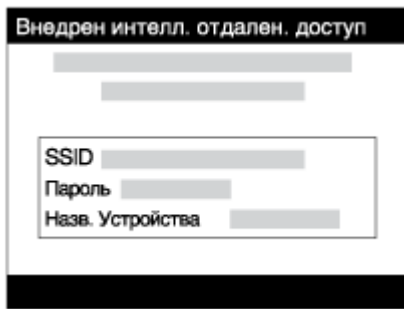 Внедрен интелл. отдален. доступ
SSID
Пароль
Назв. Устройства